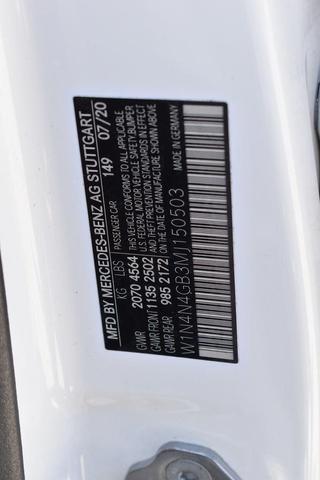 MFD BY MERCEDES-BENZ AG STUTTGART
PASSENGER CAR 149 07/20
KG LBS
GVWR 2070 4564
GAWR 1135 2502
GAWR 985 2172
THIS VEHICLE CONFORMS TO ALL APPLICABLE
U.S. FEDERAL MOTOR VEHICLE SAFETY, BUMPER
AND THEFT PREVENTION STANDARDS IN EFFECT
ON THE DATE OF MANUFACTURE SHOWN ABOVE
MADE IN GERMANY
W1N4N4GB3MJ150503